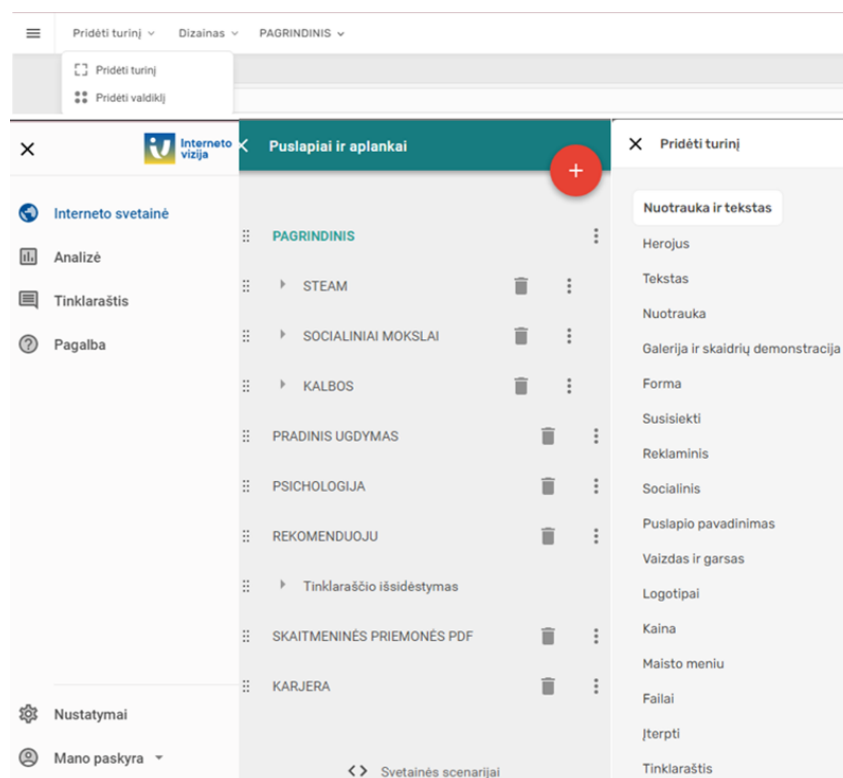 Pridėti turinį
Dizainas
PAGRINDINIS
Pridėti turinį
Pridėti valdiklį
Interneto
vizija
Interneto svetainė
Analizė
Tinklaraštis
Pagalba
Nustatymai
Mano paskyra
Puslapiai ir aplankai
PAGRINDINIS
STEAM
SOCIALINIAI MOKSLAI
KALBOS
PRADINIS UGDYMAS
PSICHOLOGIJA
REKOMENDUOJU
Tinklaraščio išsidėstymas
SKAITMENINĖS PRIEMONĖS PDF
KARJERA
Svetainės scenarijai
Pridėti turinį
Nuotrauka ir tekstas
Herojus
Tekstas
Nuotrauka
Galerija ir skaidrių demonstracija
Forma
Susisiekti
Reklaminis
Socialinis
Puslapio pavadinimas
Vaizdas ir garsas
Logotipai
Kaina
Maisto meniu
Failai
Įterpti
Tinklaraštis